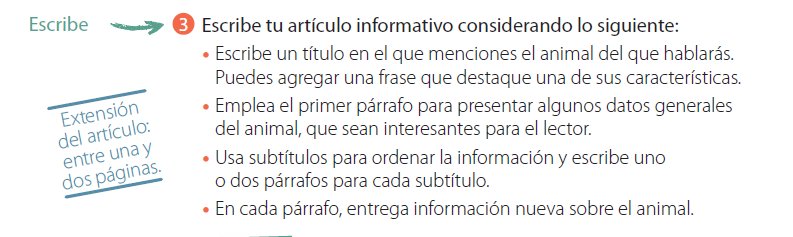 Escribe
3 Escribe tu artículo informativo considerando lo siguiente:
• Escribe un título en el que menciones el animal del que hablarás.
Puedes agregar una frase que destaque una de sus características.
• Emplea el primer párrafo para presentar algunos datos generales
del animal, que sean interesantes para el lector.
• Usa subtítulos para ordenar la información y escribe uno
o dos párrafos para cada subtítulo.
• En cada párrafo, entrega información nueva sobre el animal.
Extensión
del artículo:
entre una y
dos páginas.